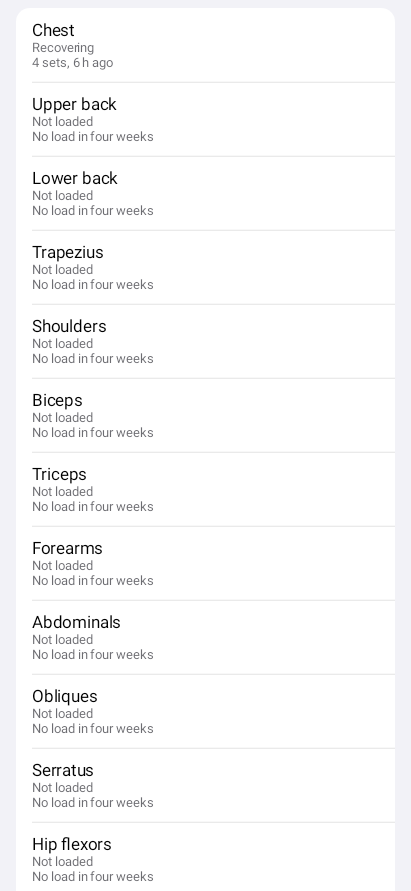 Chest
Recovering
4 sets, 6 h ago
Upper back
Not loaded
No load in four weeks
Lower back
Not loaded
No load in four weeks
Trapezius
Not loaded
No load in four weeks
Shoulders
Not loaded
No load in four weeks
Biceps
Not loaded
No load in four weeks
Triceps
Not loaded
No load in four weeks
Forearms
Not loaded
No load in four weeks
Abdominals
Not loaded
No load in four weeks
Obliques
Not loaded
No load in four weeks
Serratus
Not loaded
No load in four weeks
Hip flexors
Not loaded
No load in four weeks